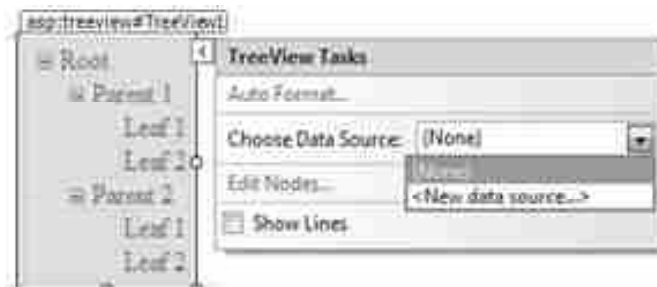 asp:treeview#TreeView1
Root
Parent 1
Leaf 1
Leaf 2
Parent 2
Leaf 1
Leaf 2
TreeView Tasks
Auto Format...
Choose Data Source: (None)
(None)
<New data source...>
Edit Nodes...
Show Lines